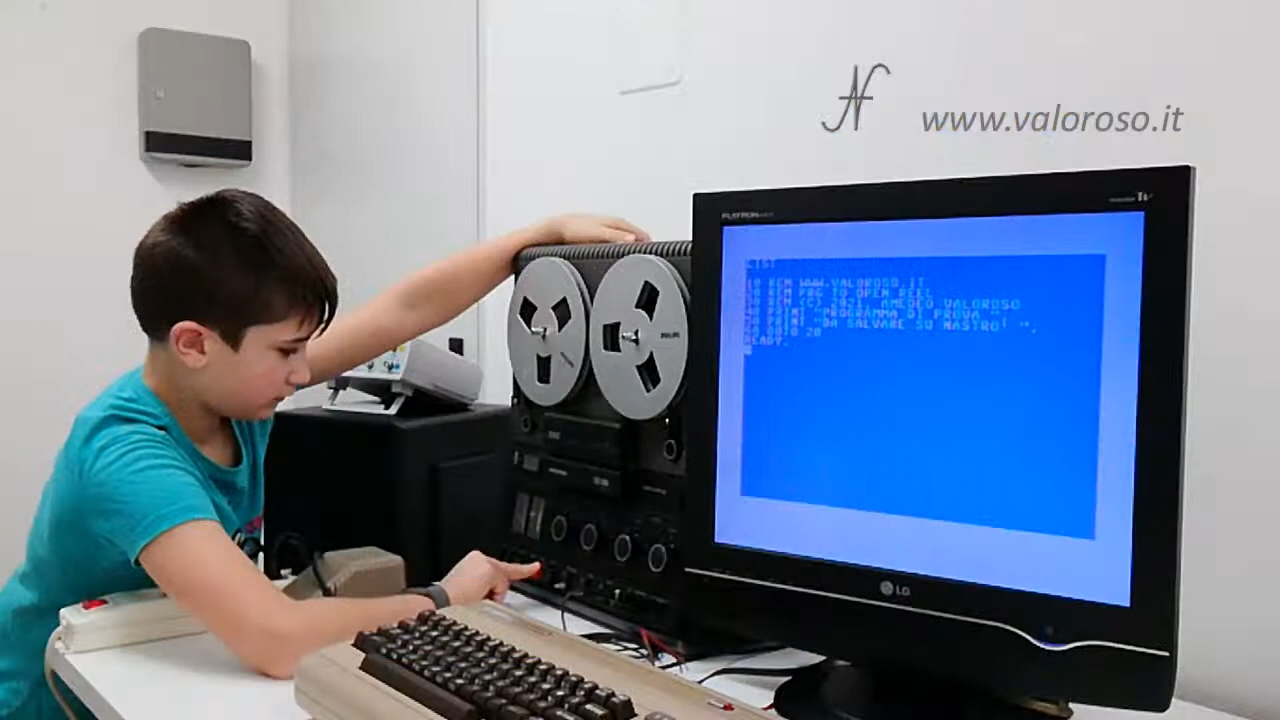 www.valoroso.it
FLATRON
TV
LIST
10 REM WWW.VALOROSO.IT
20 REM PRG TO OPEN REEL
30 REM (C) 2021 AMEDEO VALOROSO
40 PRINT "PROGRAMMA DI PROVA
50 PRINT "DA SALVARE SU NASTRO! ",
60 GOTO 20
READY.
PHILIPS
LG